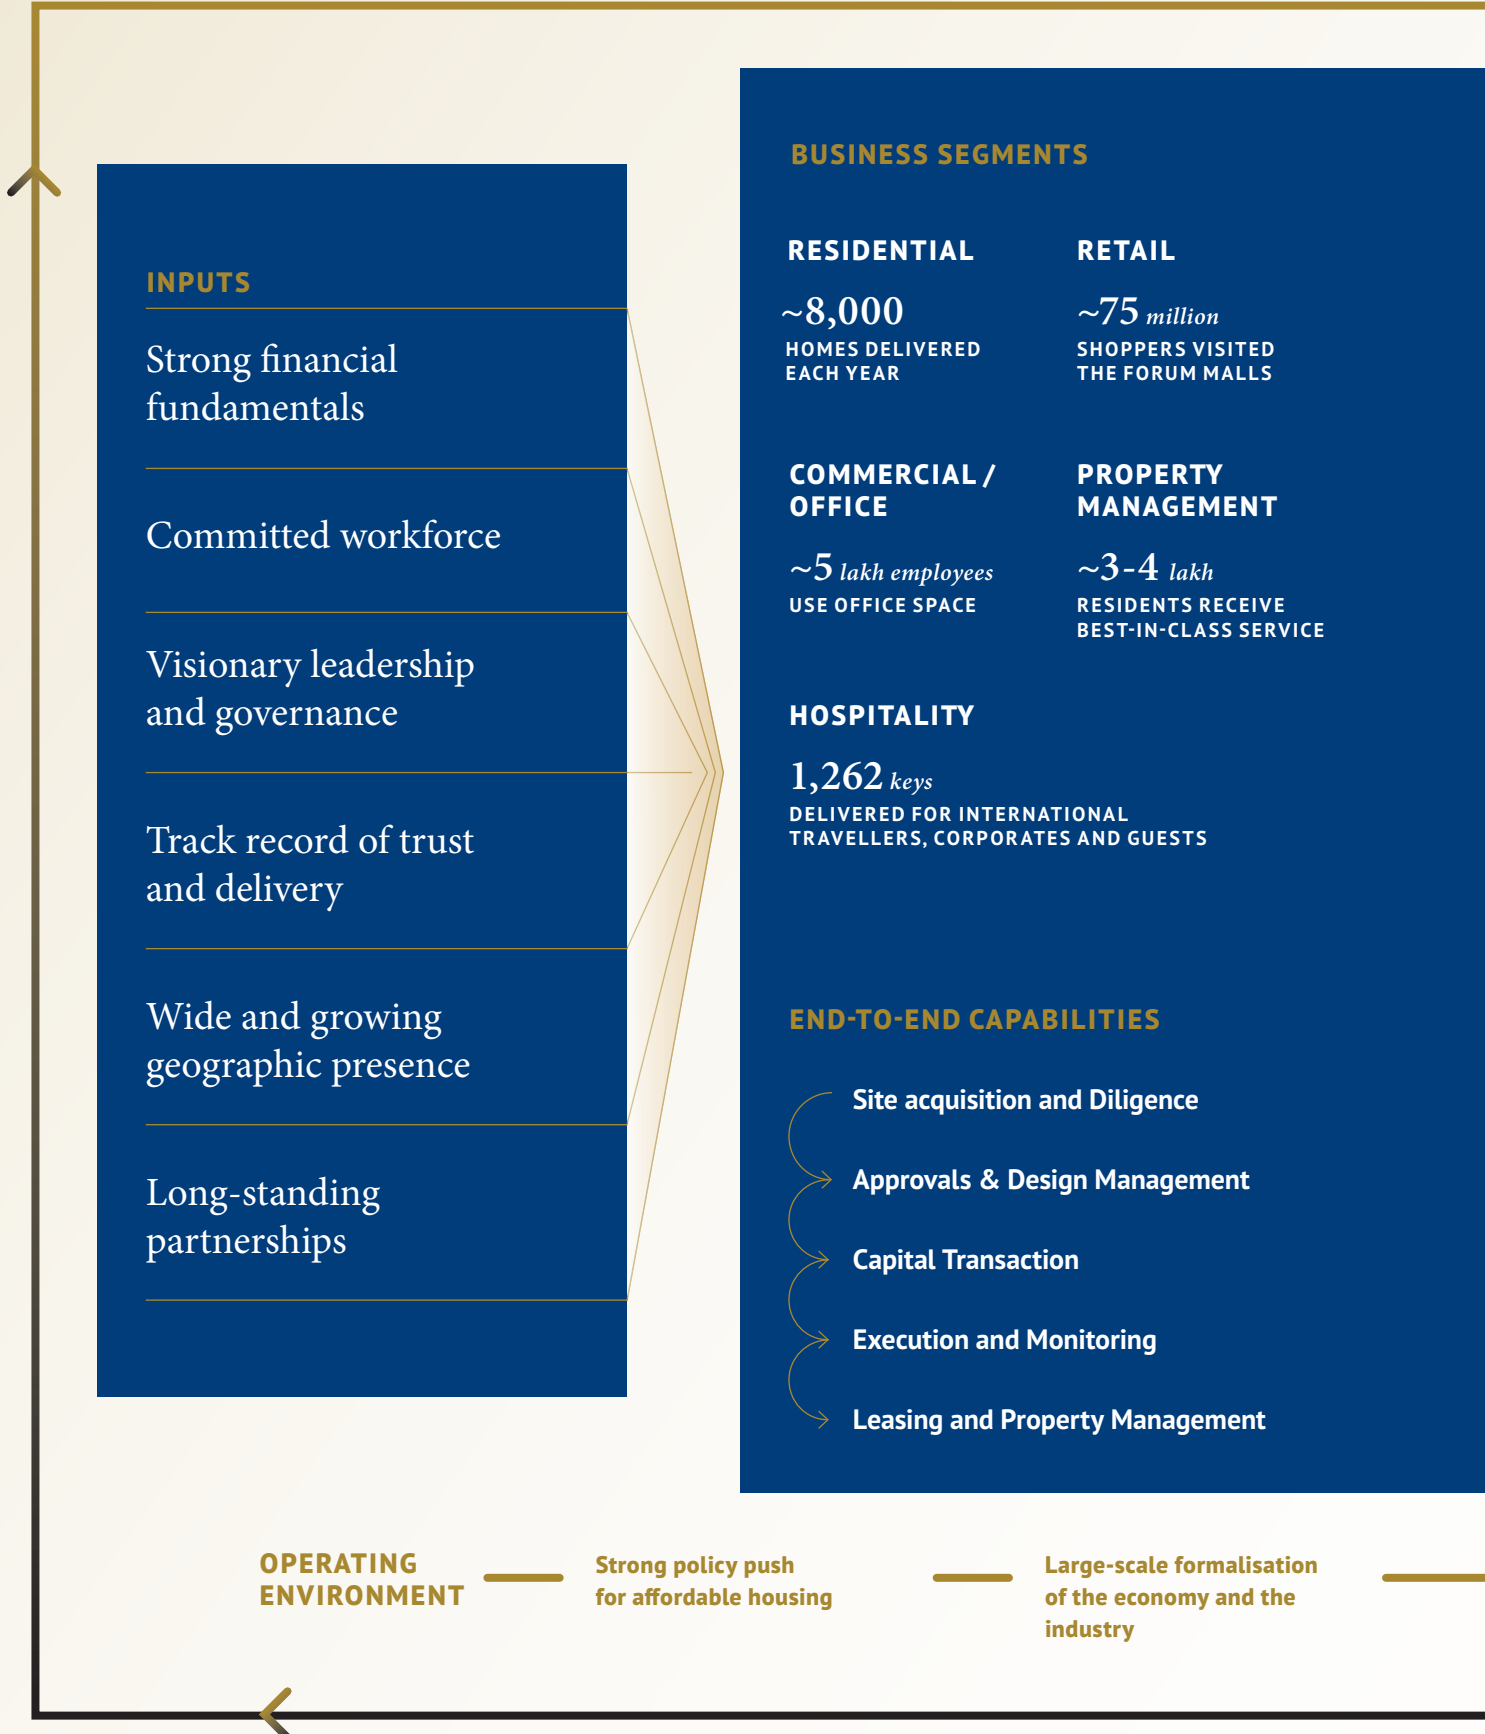 INPUTS
Strong financial
fundamentals
Committed workforce
Visionary leadership
and governance
Track record of trust
and delivery
Wide and growing
geographic presence
Long-standing
partnerships
BUSINESS SEGMENTS
RESIDENTIAL
~8,000
HOMES DELIVERED
EACH YEAR
RETAIL
~75 million
SHOPPERS VISITED
THE FORUM MALLS
COMMERCIAL /
OFFICE
~5 lakh employees
USE OFFICE SPACE
PROPERTY
MANAGEMENT
~3-4 lakh
RESIDENTS RECEIVE
BEST-IN-CLASS SERVICE
HOSPITALITY
1,262 keys
DELIVERED FOR INTERNATIONAL
TRAVELLERS, CORPORATES AND GUESTS
END-TO-END CAPABILITIES
Site acquisition and Diligence
Approvals & Design Management
Capital Transaction
Execution and Monitoring
Leasing and Property Management
OPERATING
ENVIRONMENT
Strong policy push
for affordable housing
Large-scale formalisation
of the economy and the
industry